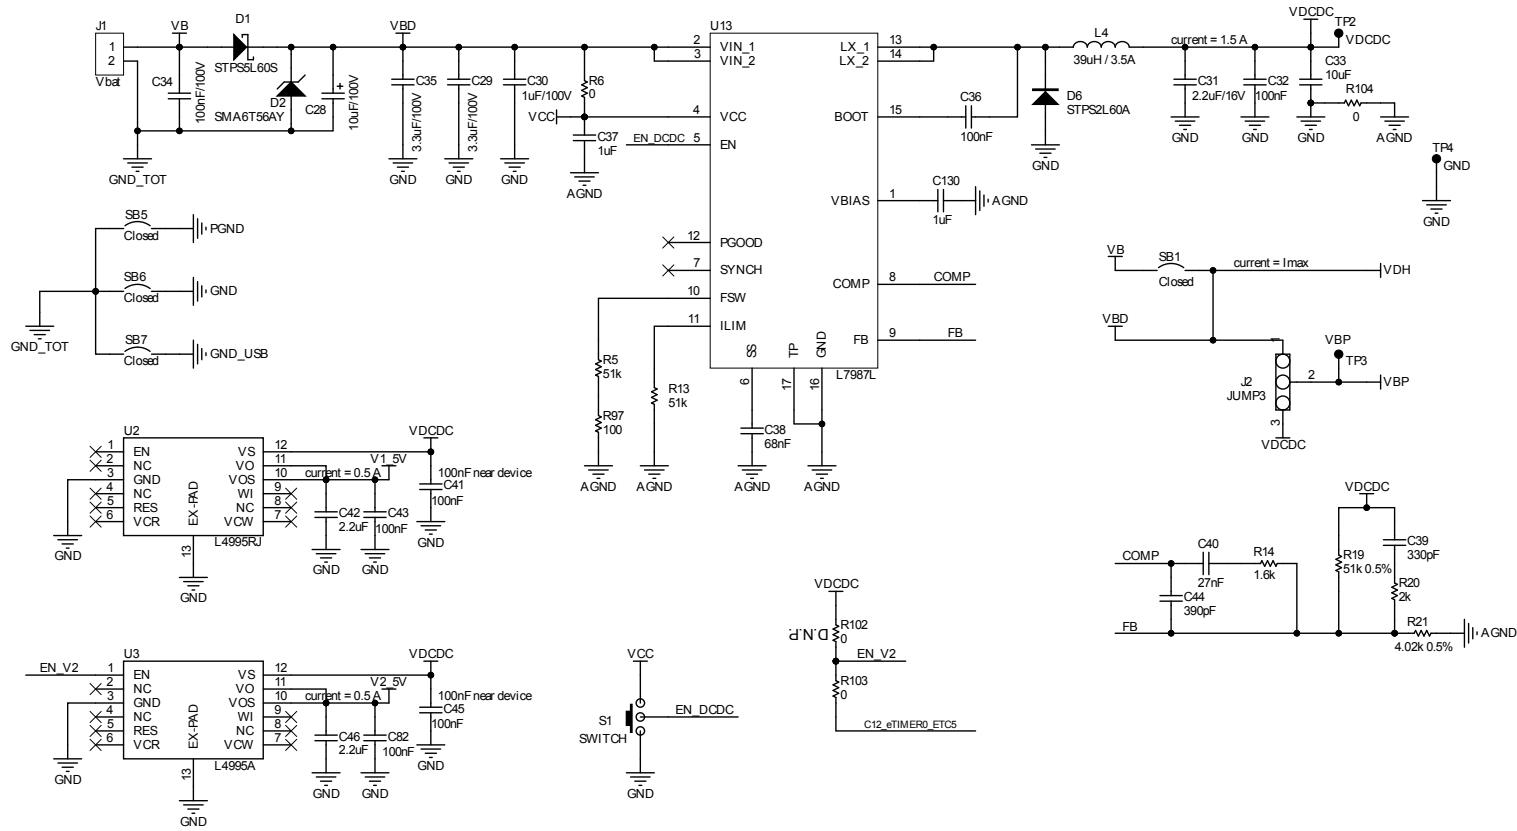 J1
1
2
Vbat
VB
C34
100nF/100V
D1
STPS5L60S
D2
SMA6T56AY
C28
+
10uF/100V
GND_TOT
VBD
C35
3.3uF/100V
GND
C29
3.3uF/100V
GND
C30
1uF/100V
GND
R6
0
VCC
C37
1uF
AGND
EN_DCDC
U13
2
VIN_1
3
VIN_2
4
VCC
5
EN
12
PGOOD
7
SYNCH
10
FSW
11
ILIM
13
LX_1
14
LX_2
15
BOOT
1
VBIAS
8
COMP
COMP
9
FB
FB
SS
TP
GND
6
17
16
L7987L
R5
51k
R97
100
AGND
R13
51k
AGND
C38
68nF
AGND
AGND
C36
100nF
C130
1uF
AGND
D6
STPS2L60A
GND
L4
39uH / 3.5A
current = 1.5 A
C31
2.2uF/16V
GND
C32
100nF
GND
VDCDC
TP2
VDCDC
C33
10uF
GND
R104
0
AGND
TP4
GND
GND
SB5
Closed
PGND
SB6
Closed
GND
SB7
Closed
GND_USB
GND_TOT
VB
SB1
Closed
current = Imax
VDH
VBD
1
J2
JUMP3
2
3
VDCDC
VBP
TP3
VBP
U2
1
EN
2
NC
3
GND
4
NC
5
RES
6
VCR
EX-PAD
12
VS
11
VO
10
VOS
9
WI
8
NC
7
VCW
13
L4995RJ
GND
GND
current = 0.5 A
V1_5V
C42
2.2uF
GND
C43
100nF
GND
VDCDC
100nF near device
C41
100nF
GND
EN_V2
U3
1
EN
2
NC
3
GND
4
NC
5
RES
6
VCR
EX-PAD
12
VS
11
VO
10
VOS
9
WI
8
NC
7
VCW
13
L4995A
GND
GND
current = 0.5 A
V2_5V
C46
2.2uF
GND
C82
100nF
GND
VDCDC
100nF near device
C45
100nF
GND
VCC
S1
SWITCH
EN_DCDC
GND
VDCDC
D.N.P.
R102
0
EN_V2
R103
0
C12_eTIMER0_ETC5
COMP
C40
27nF
R14
1.6k
C44
390pF
FB
VDCDC
R19
51k 0.5%
C39
330pF
R20
2k
R21
4.02k 0.5%
AGND